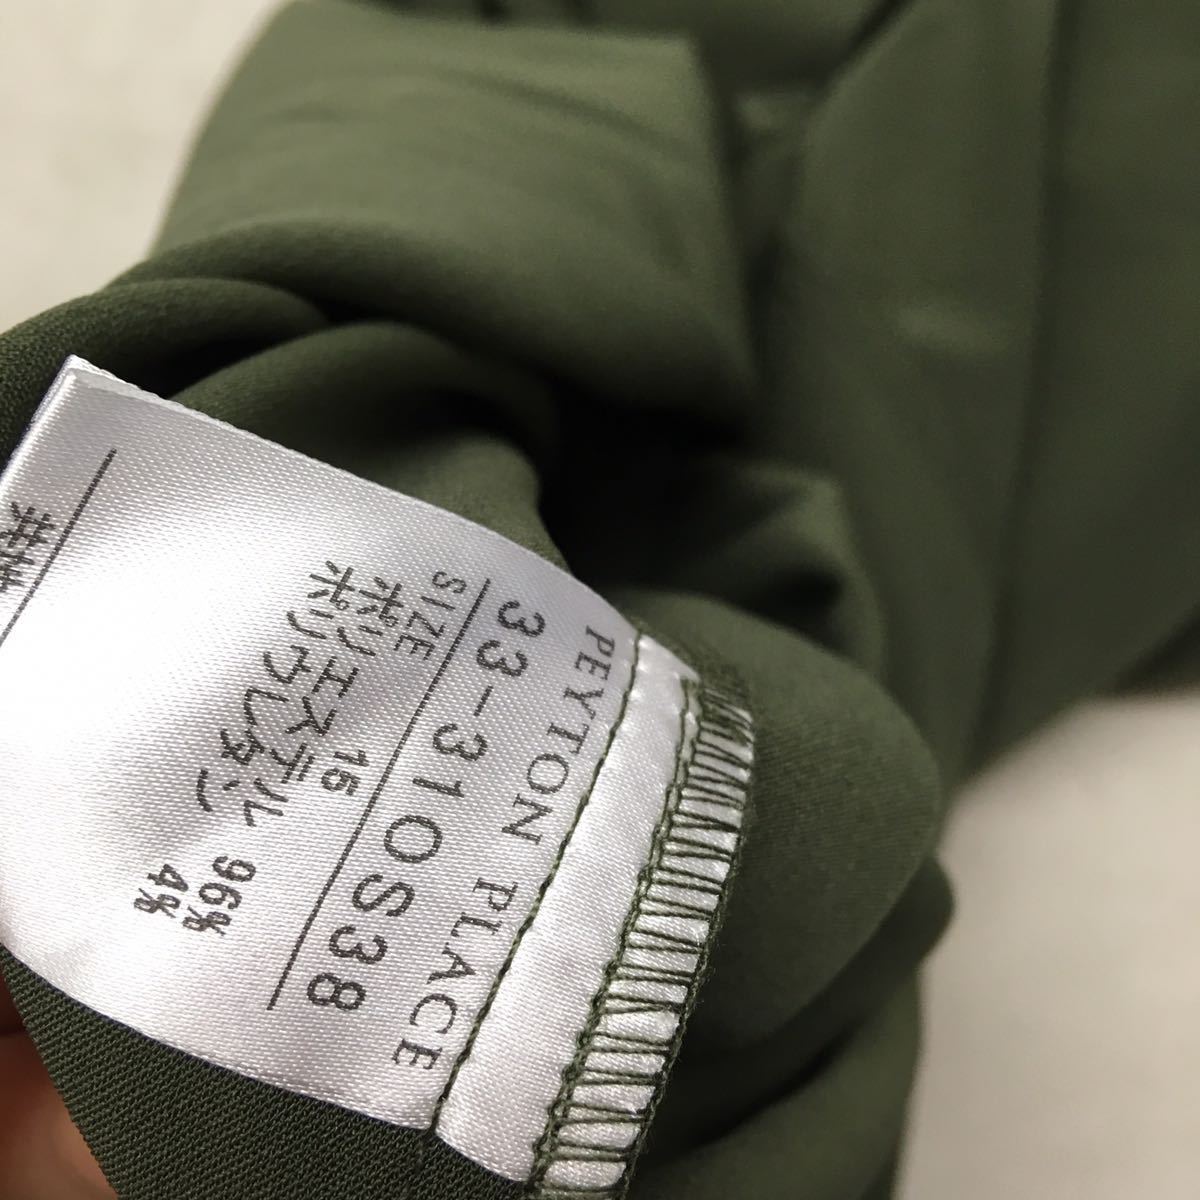 PEYTON PLACE
33-310S38
SIZE 15
ポリエステル 96%
ポリウレタン 4%